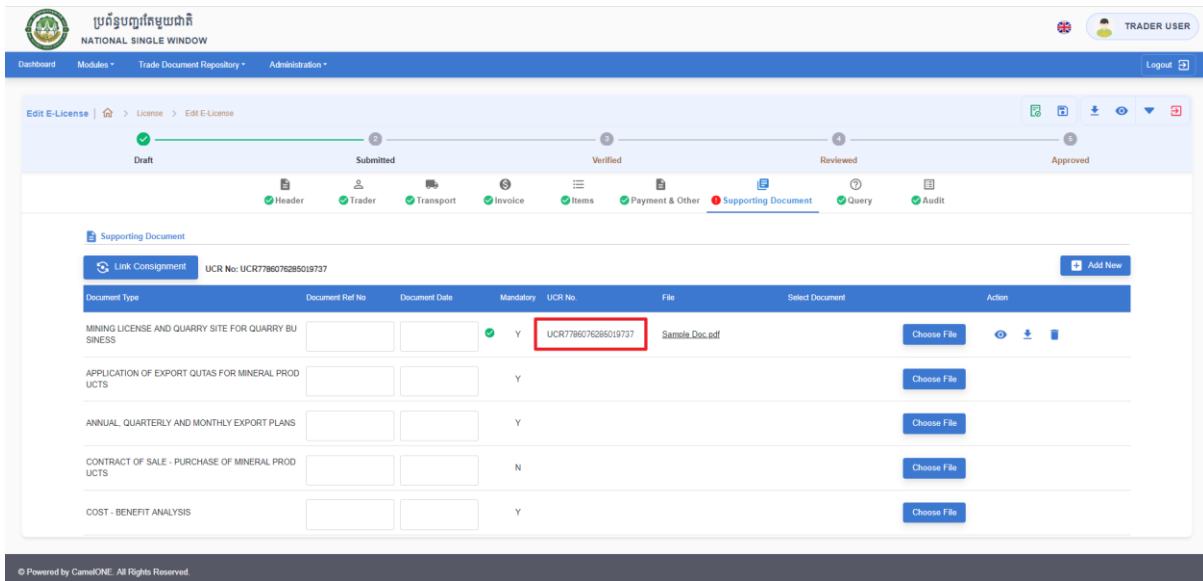 ប្រព័ន្ធបញ្ជរតែមួយជាតិ
NATIONAL SINGLE WINDOW
TRADER USER
Dashboard Modules Trade Document Repository Administration Logout
Edit E-License | > License > Edit E-License
2 3 4 5
Draft Submitted Verified Reviewed Approved
Header Trader Transport Invoice Items Payment & Other Supporting Document Query Audit
Supporting Document
Link Consignment UCR No: UCR7786076285019737 Add New
Document Type Document Ref No Document Date Mandatory UCR No. File Select Document Action
MINING LICENSE AND QUARRY SITE FOR QUARRY BU
SINESS
Y UCR7786076285019737 Sample Doc.pdf Choose File
APPLICATION OF EXPORT QUTAS FOR MINERAL PROD
UCTS
Y Choose File
ANNUAL, QUARTERLY AND MONTHLY EXPORT PLANS Y Choose File
CONTRACT OF SALE - PURCHASE OF MINERAL PROD
UCTS
N Choose File
COST - BENEFIT ANALYSIS Y Choose File
© Powered by CamelONE. All Rights Reserved.